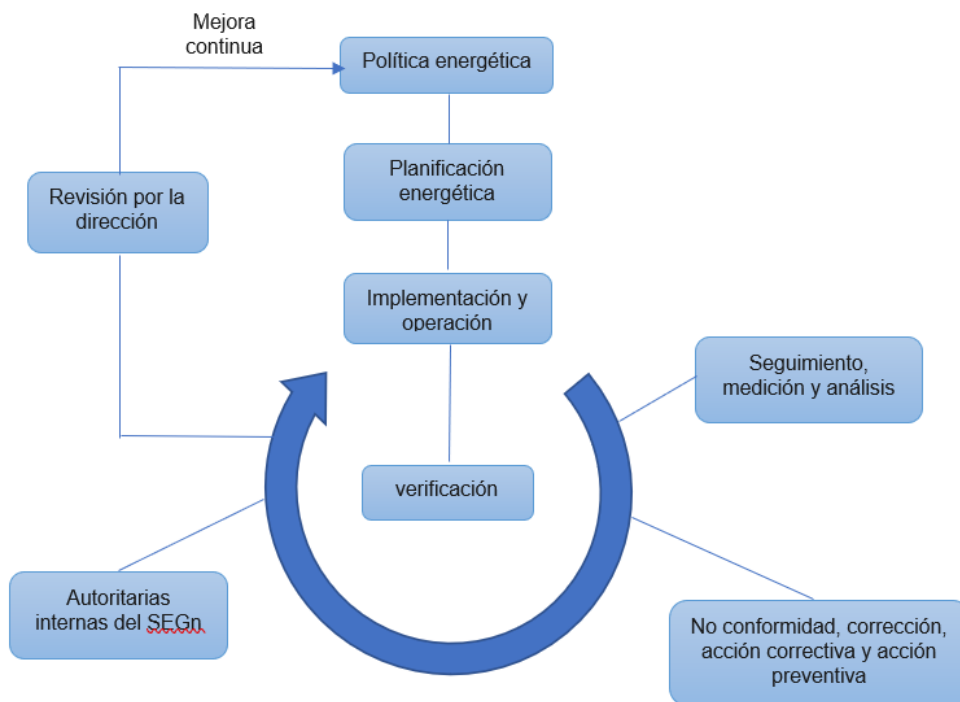 Mejora
continua
Política energética
Planificación
energética
Revisión por la
dirección
Implementación y
operación
Seguimiento,
medición y análisis
verificación
Autoritarias
internas del SEGn
No conformidad, corrección,
acción correctiva y acción
preventiva